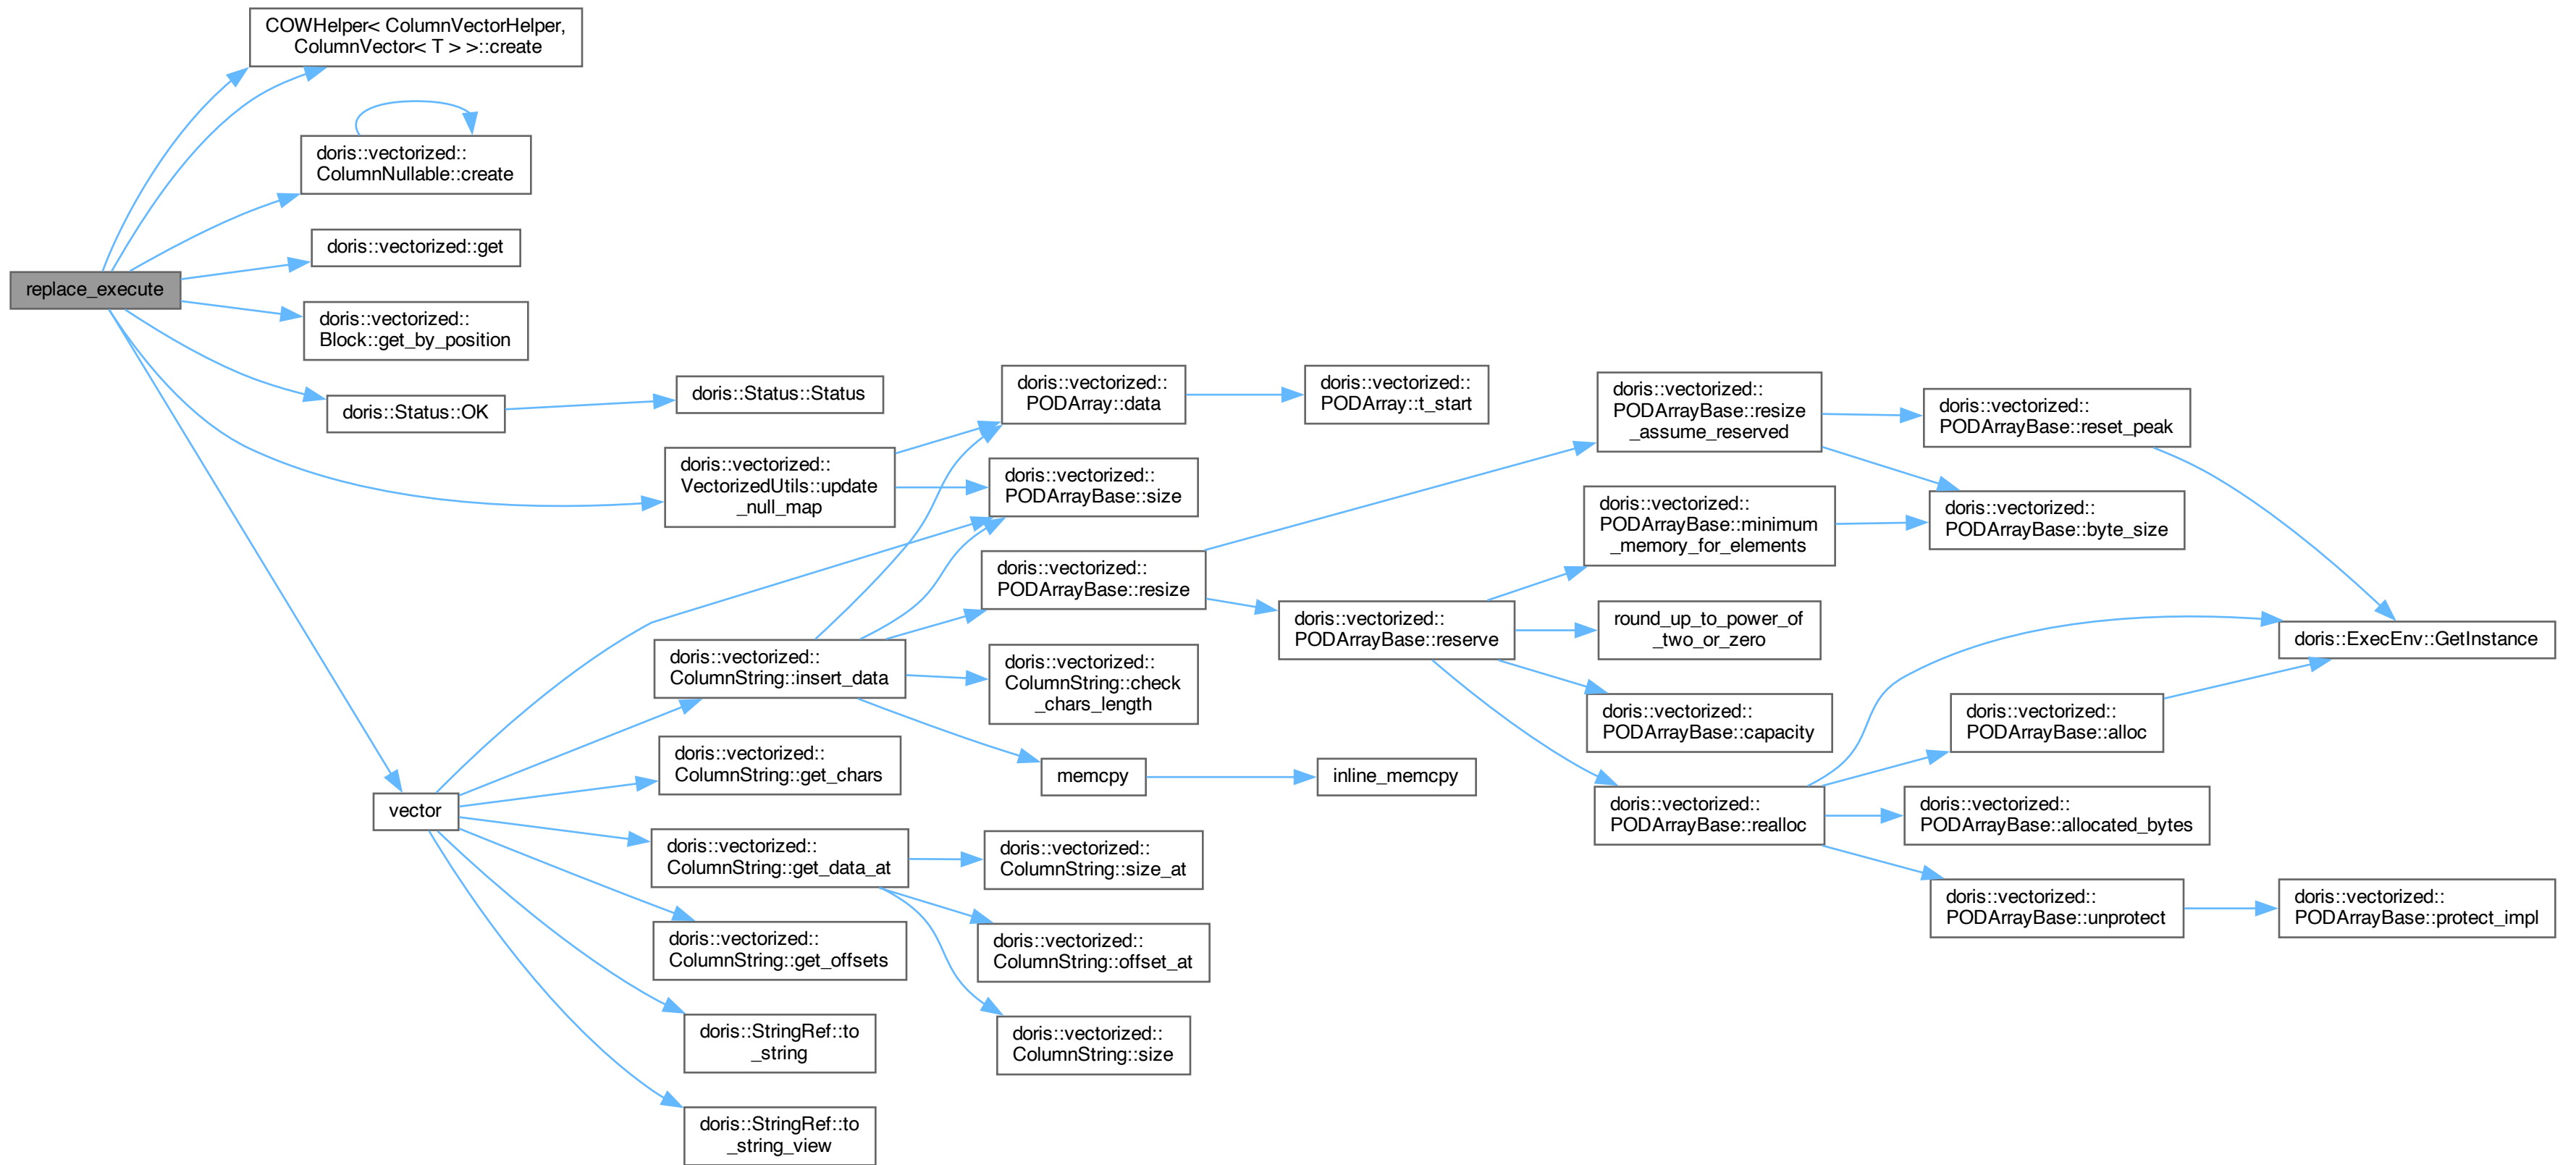 COWHelper< ColumnVectorHelper,
ColumnVector< T > >::create
doris::vectorized::
ColumnNullable::create
doris::vectorized::get
replace_execute
doris::vectorized::
Block::get_by_position
doris::Status::OK
doris::Status::Status
doris::vectorized::
VectorizedUtils::update
_null_map
vector
doris::vectorized::
ColumnString::insert_data
doris::vectorized::
ColumnString::get_chars
doris::vectorized::
ColumnString::get_data_at
doris::vectorized::
ColumnString::get_offsets
doris::StringRef::to
_string
doris::StringRef::to
_string_view
doris::vectorized::
PODArray::data
doris::vectorized::
PODArrayBase::size
doris::vectorized::
PODArrayBase::resize
doris::vectorized::
ColumnString::check
_chars_length
memcpy
doris::vectorized::
ColumnString::size_at
doris::vectorized::
ColumnString::offset_at
doris::vectorized::
ColumnString::size
doris::vectorized::
PODArray::t_start
doris::vectorized::
PODArrayBase::reserve
inline_memcpy
doris::vectorized::
PODArrayBase::resize
_assume_reserved
doris::vectorized::
PODArrayBase::minimum
_memory_for_elements
round_up_to_power_of
_two_or_zero
doris::vectorized::
PODArrayBase::capacity
doris::vectorized::
PODArrayBase::realloc
doris::vectorized::
PODArrayBase::reset_peak
doris::vectorized::
PODArrayBase::byte_size
doris::vectorized::
PODArrayBase::alloc
doris::vectorized::
PODArrayBase::allocated_bytes
doris::vectorized::
PODArrayBase::unprotect
doris::ExecEnv::GetInstance
doris::vectorized::
PODArrayBase::protect_impl